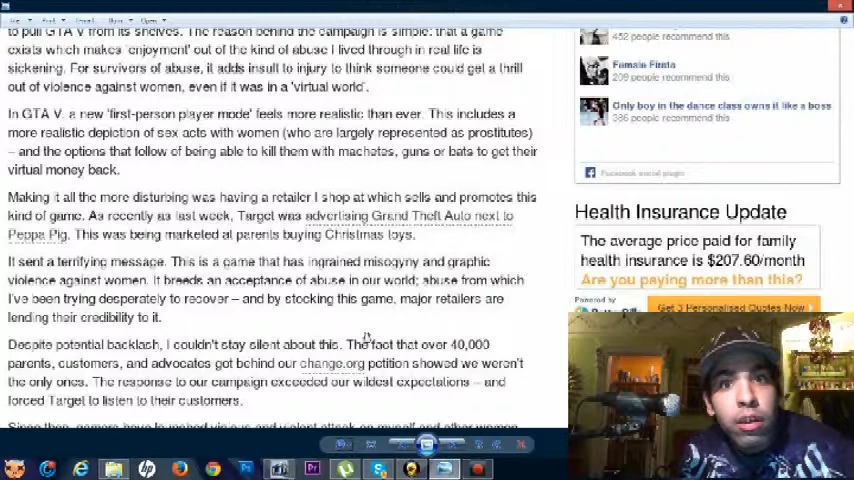 to pull GTA V from its shelves. The reason behind the campaign is simple: that a game
exists which makes 'enjoyment' out of the kind of abuse I lived through in real life is
sickening. For survivors of abuse, it adds insult to injury to think someone could get a thrill
out of violence against women, even if it was in a 'virtual world'.
In GTA V, a new 'first-person player mode' feels more realistic than ever. This includes a
more realistic depiction of sex acts with women (who are largely represented as prostitutes)
– and the options that follow of being able to kill them with machetes, guns or bats to get their
virtual money back.
Making it all the more disturbing was having a retailer I shop at which sells and promotes this
kind of game. As recently as last week, Target was advertising Grand Theft Auto next to
Peppa Pig. This was being marketed at parents buying Christmas toys.
It sent a terrifying message. This is a game that has ingrained misogyny and graphic
violence against women. It breeds an acceptance of abuse in our world; abuse from which
I've been trying desperately to recover – and by stocking this game, major retailers are
lending their credibility to it.
Despite potential backlash, I couldn't stay silent about this. The fact that over 40,000
parents, customers, and advocates got behind our change.org petition showed we weren't
the only ones. The response to our campaign exceeded our wildest expectations – and
forced Target to listen to their customers.
452 people recommend this
Female Firsts
209 people recommend this
Only boy in the dance class owns it like a boss
386 people recommend this
Facebook social plugin
Health Insurance Update
The average price paid for family
health insurance is $207.60/month
Are you paying more than this?
Powered by
Get 3 Personalised Quotes Now